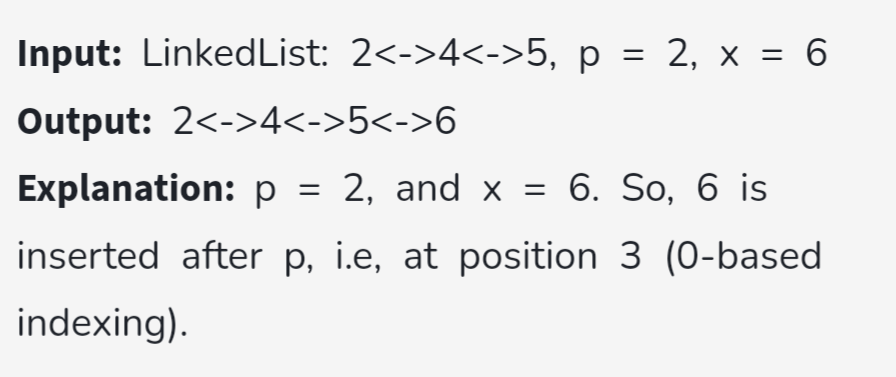 Input: LinkedList: 2<->4<->5, p = 2, x = 6
Output: 2<->4<->5<->6
Explanation: p = 2, and x = 6. So, 6 is
inserted after p, i.e, at position 3 (0-based
indexing).